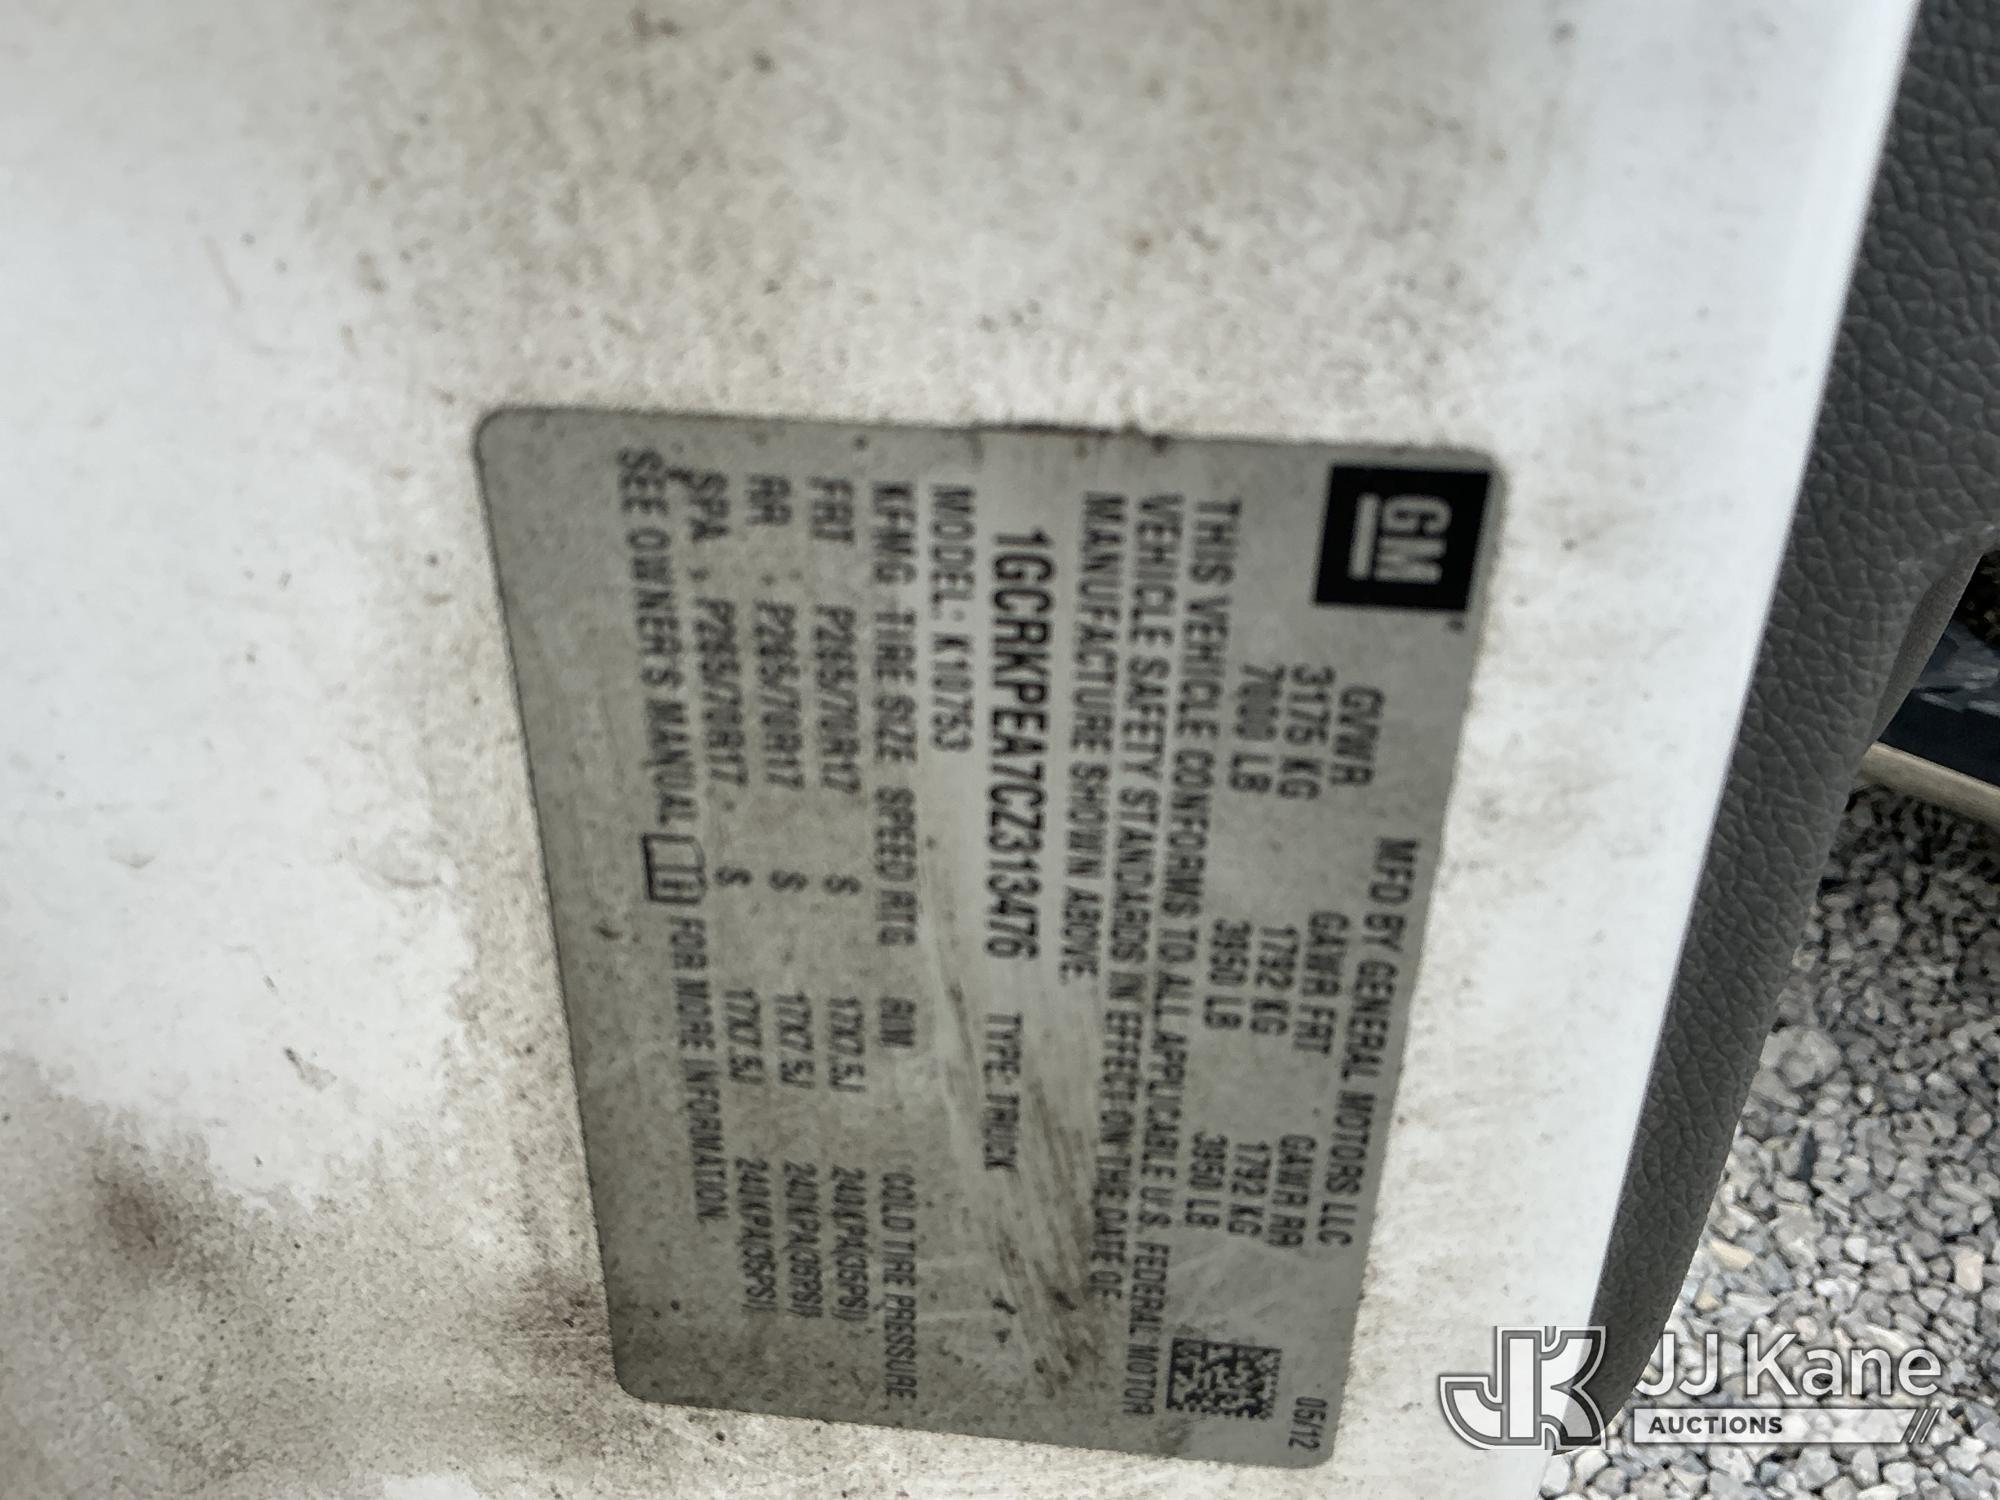 GM
MFD BY GENERAL MOTORS LLC 05/12
GVWR GAWR FRT GAWR RR
3175 KG 1792 KG 1792 KG
7000 LB 3950 LB 3950 LB
THIS VEHICLE CONFORMS TO ALL APPLICABLE U.S. FEDERAL MOTOR
VEHICLE SAFETY STANDARDS IN EFFECT ON THE DATE OF
MANUFACTURE SHOWN ABOVE.
1GCRKPEA7CZ313476 TYPE: TRUCK
MODEL: K10753
KF4MG TIRE SIZE SPEED RTG RIM COLD TIRE PRESSURE
FRT P265/70R17 S 17X7.5J 240KPA(35PSI)
RR P265/70R17 S 17X7.5J 240KPA(35PSI)
SPA P265/70R17 S 17X7.5J 240KPA(35PSI)
SEE OWNER'S MANUAL FOR MORE INFORMATION.
JK JJ Kane
AUCTIONS